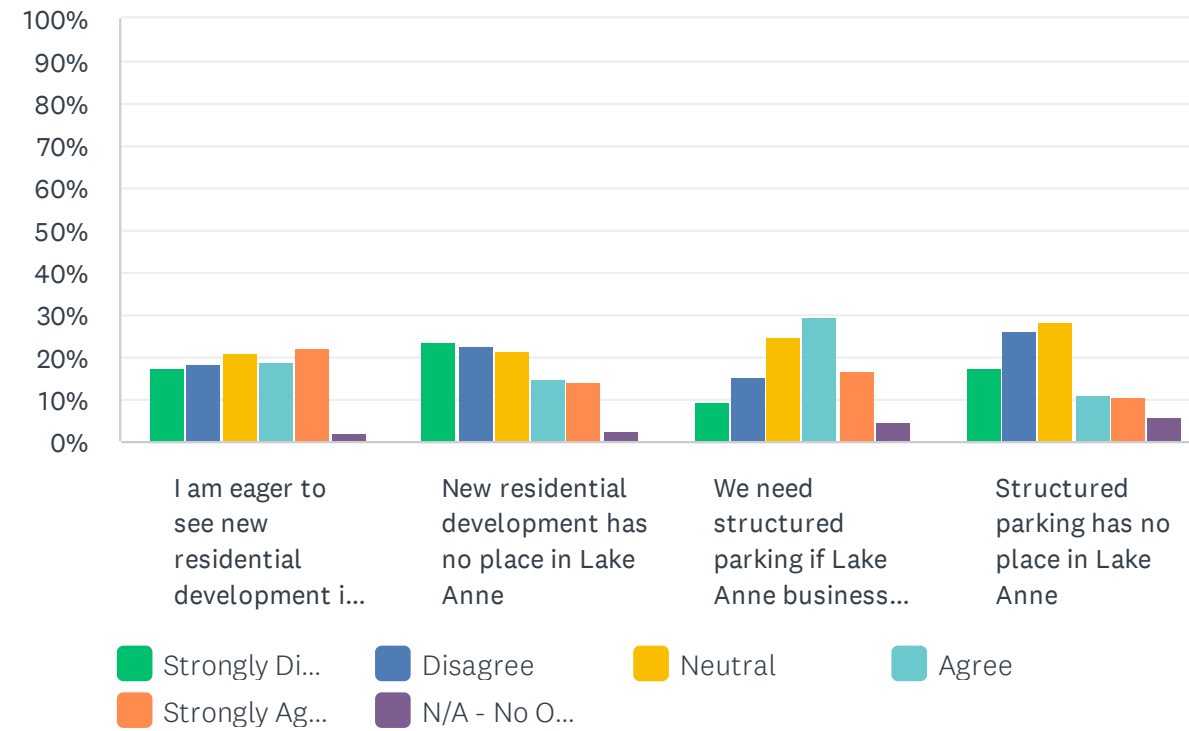 100%
90%
80%
70%
60%
50%
40%
30%
20%
10%
0%
I am eager to
see new
residential
development i...
New residential
development has
no place in Lake
Anne
We need
structured
parking if Lake
Anne business...
Structured
parking has no
place in Lake
Anne
Strongly Di...
Disagree
Neutral
Agree
Strongly Ag...
N/A - No O...